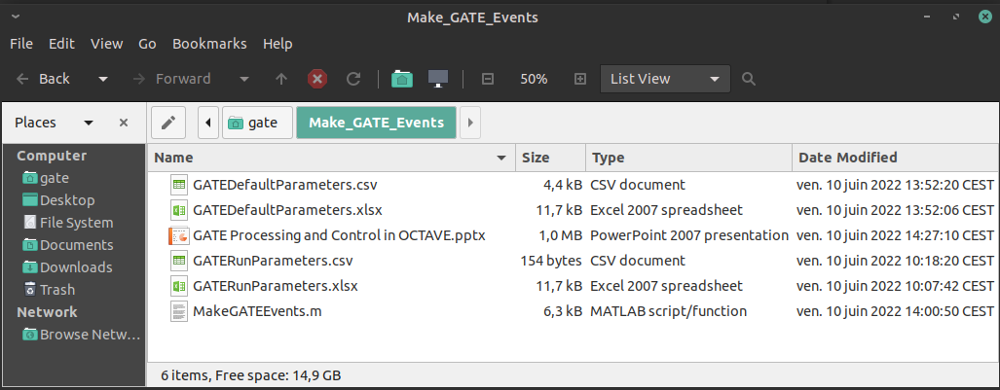 Make_GATE_Events
File Edit View Go Bookmarks Help
Back Forward 50% List View
Places gate Make_GATE_Events
Name Size Type Date Modified
Computer
gate
Desktop
File System
Documents
Downloads
Trash
Network
Browse Netw...
GATEDefaultParameters.csv 4,4 kB CSV document ven. 10 juin 2022 13:52:20 CEST
GATEDefaultParameters.xlsx 11,7 kB Excel 2007 spreadsheet ven. 10 juin 2022 13:52:06 CEST
GATE Processing and Control in OCTAVE.pptx 1,0 MB PowerPoint 2007 presentation ven. 10 juin 2022 14:27:10 CEST
GATERunParameters.csv 154 bytes CSV document ven. 10 juin 2022 10:18:20 CEST
GATERunParameters.xlsx 11,7 kB Excel 2007 spreadsheet ven. 10 juin 2022 10:07:42 CEST
MakeGATEEvents.m 6,3 kB MATLAB script/function ven. 10 juin 2022 14:00:50 CEST
6 items, Free space: 14,9 GB